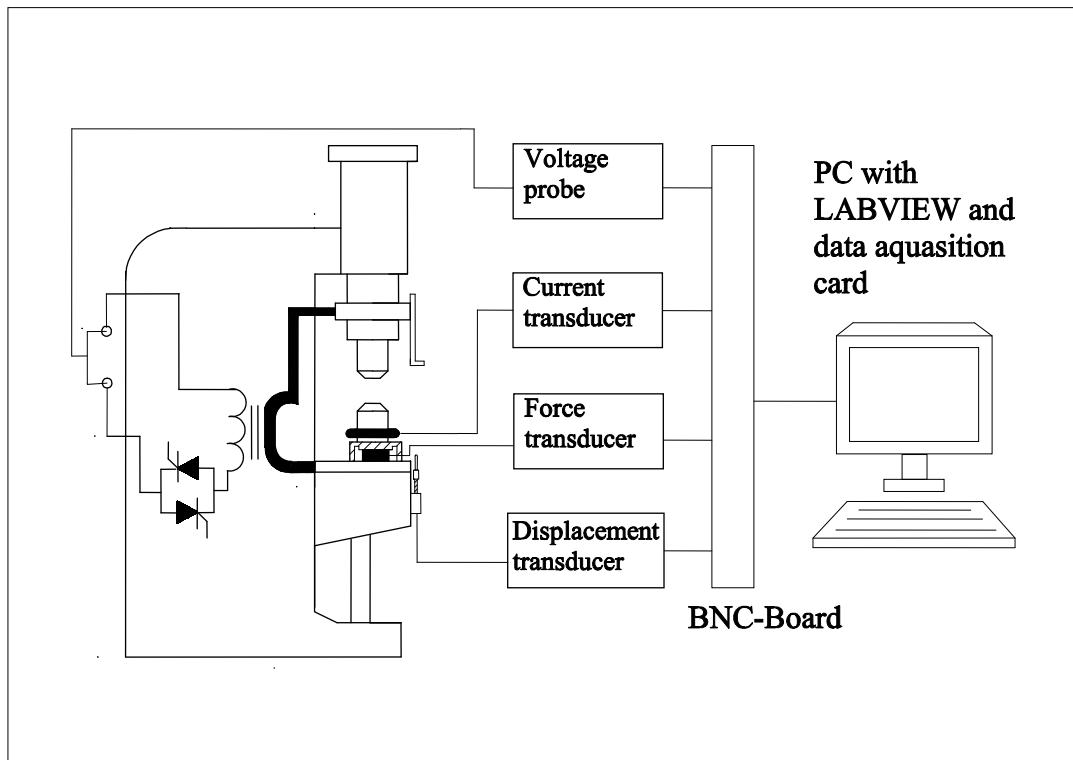 Voltage
probe
Current
transducer
Force
transducer
Displacement
transducer
BNC-Board
PC with
LABVIEW and
data aquasition
card